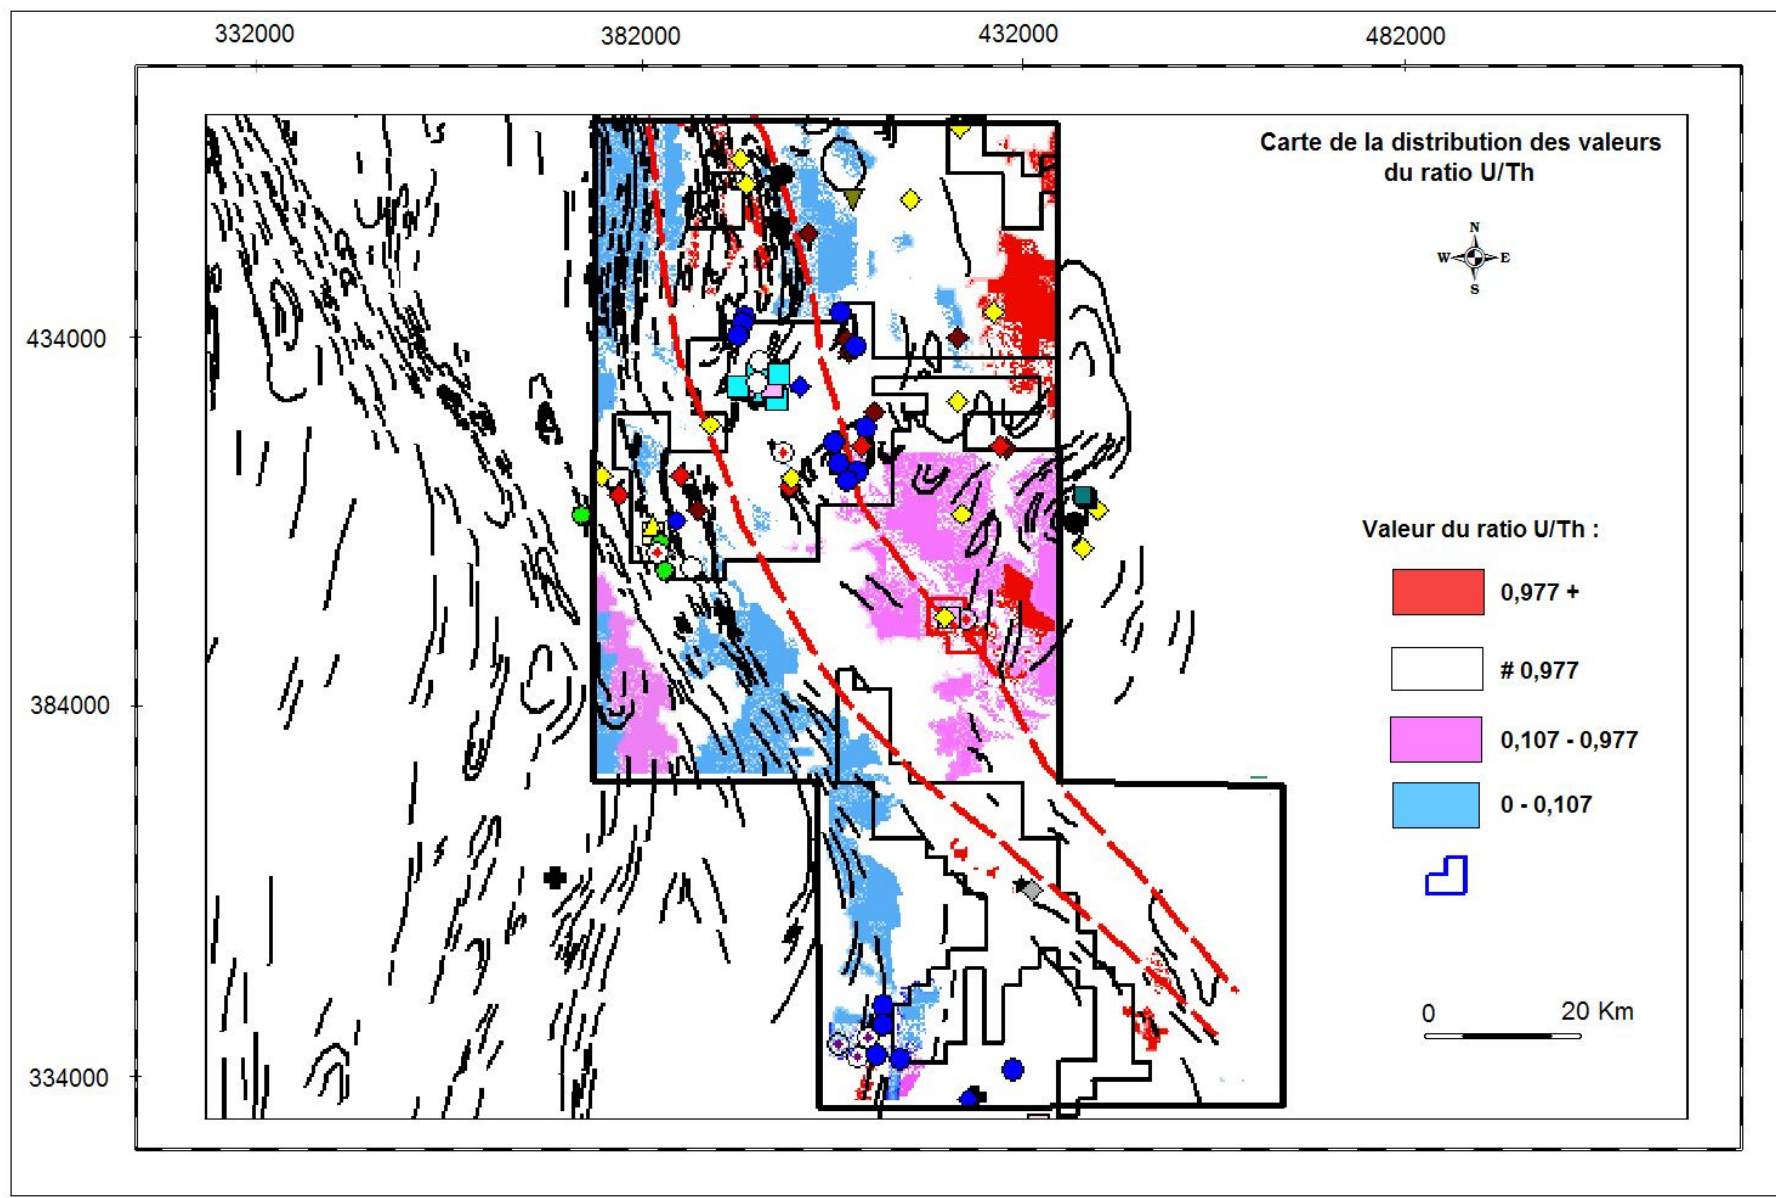 332000 382000 432000 482000
Carte de la distribution des valeurs
du ratio U/Th
N
W E
S
434000
384000
334000
Valeur du ratio U/Th :
0,977 +
# 0,977
0,107 - 0,977
0 - 0,107
0 20 Km